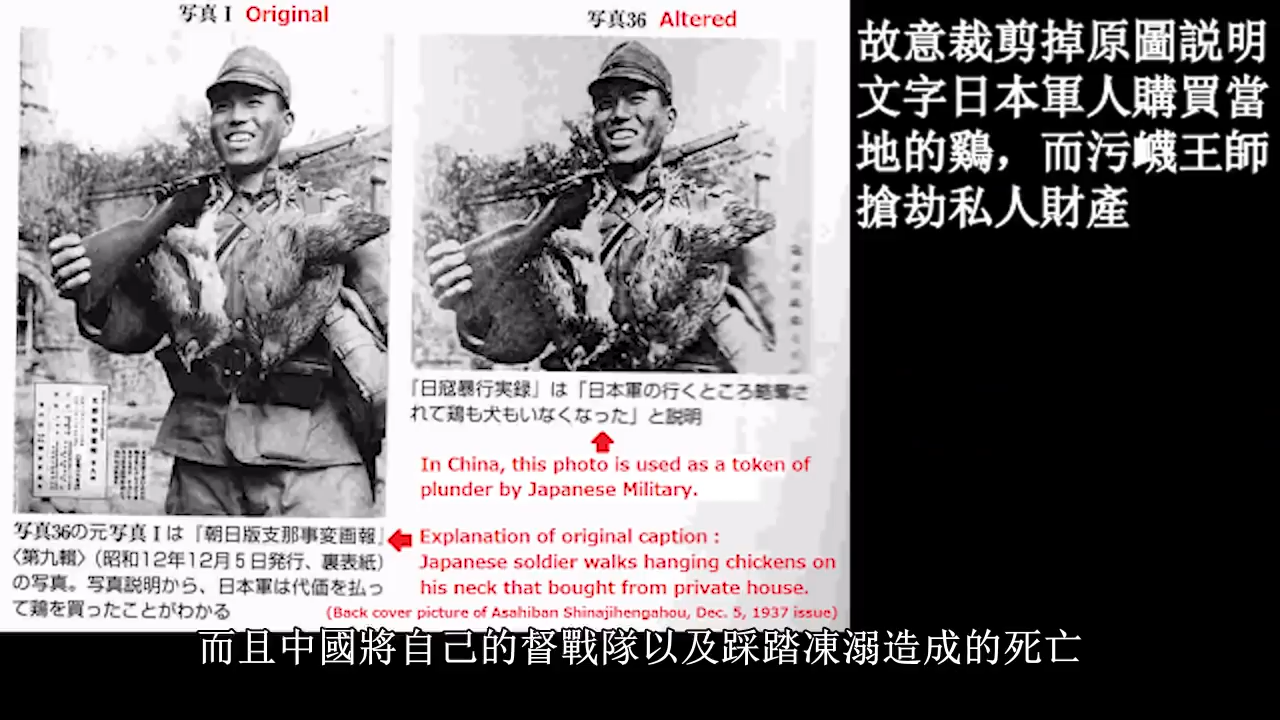 写真I Original
写真36 Altered
故意裁剪掉原圖説明
文字日本軍人購買當
地的鷄，而污衊王師
搶劫私人財產
「日寇暴行実録」は「日本軍の行くところ略奪さ
れて鶏も犬もいなくなった」と説明
In China, this photo is used as a token of
plunder by Japanese Military.
写真36の元写真Iは『朝日版支那事変画報』
〈第九輯〉(昭和12年12月5日発行、裏表紙)
の写真。写真説明から、日本軍は代価を払っ
て鶏を買ったことがわかる
Explanation of original caption :
Japanese soldier walks hanging chickens on
his neck that bought from private house.
(Back cover picture of Asahiban Shinajihengahou, Dec. 5, 1937 issue)
而且中國將自己的督戰隊以及踩踏凍溺造成的死亡